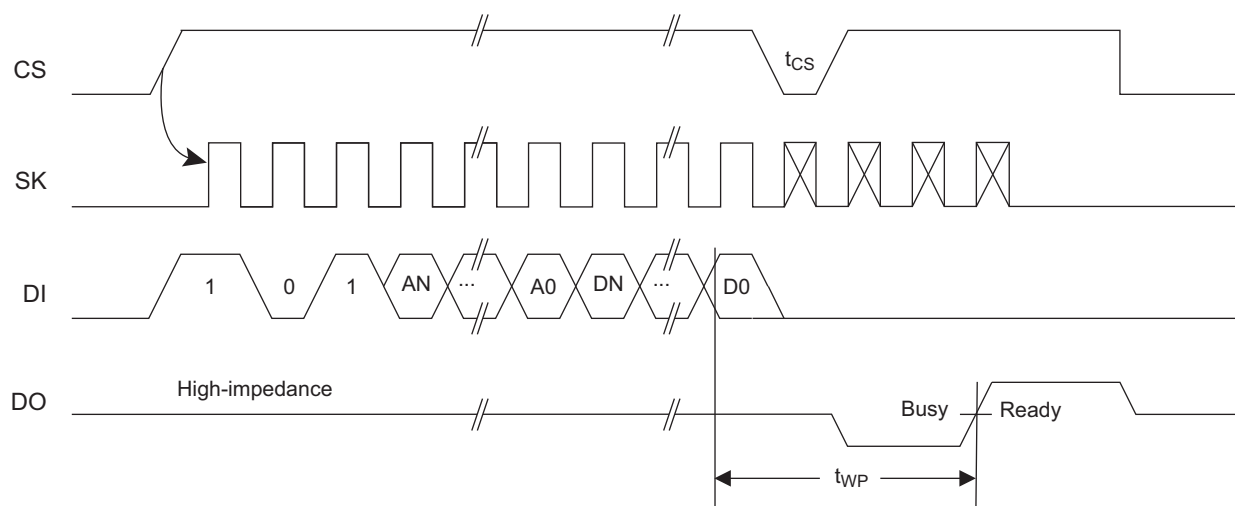 CS
tCS
SK
DI
1 0 1 AN ... A0 DN ... D0
DO
High-impedance
Busy Ready
tWP